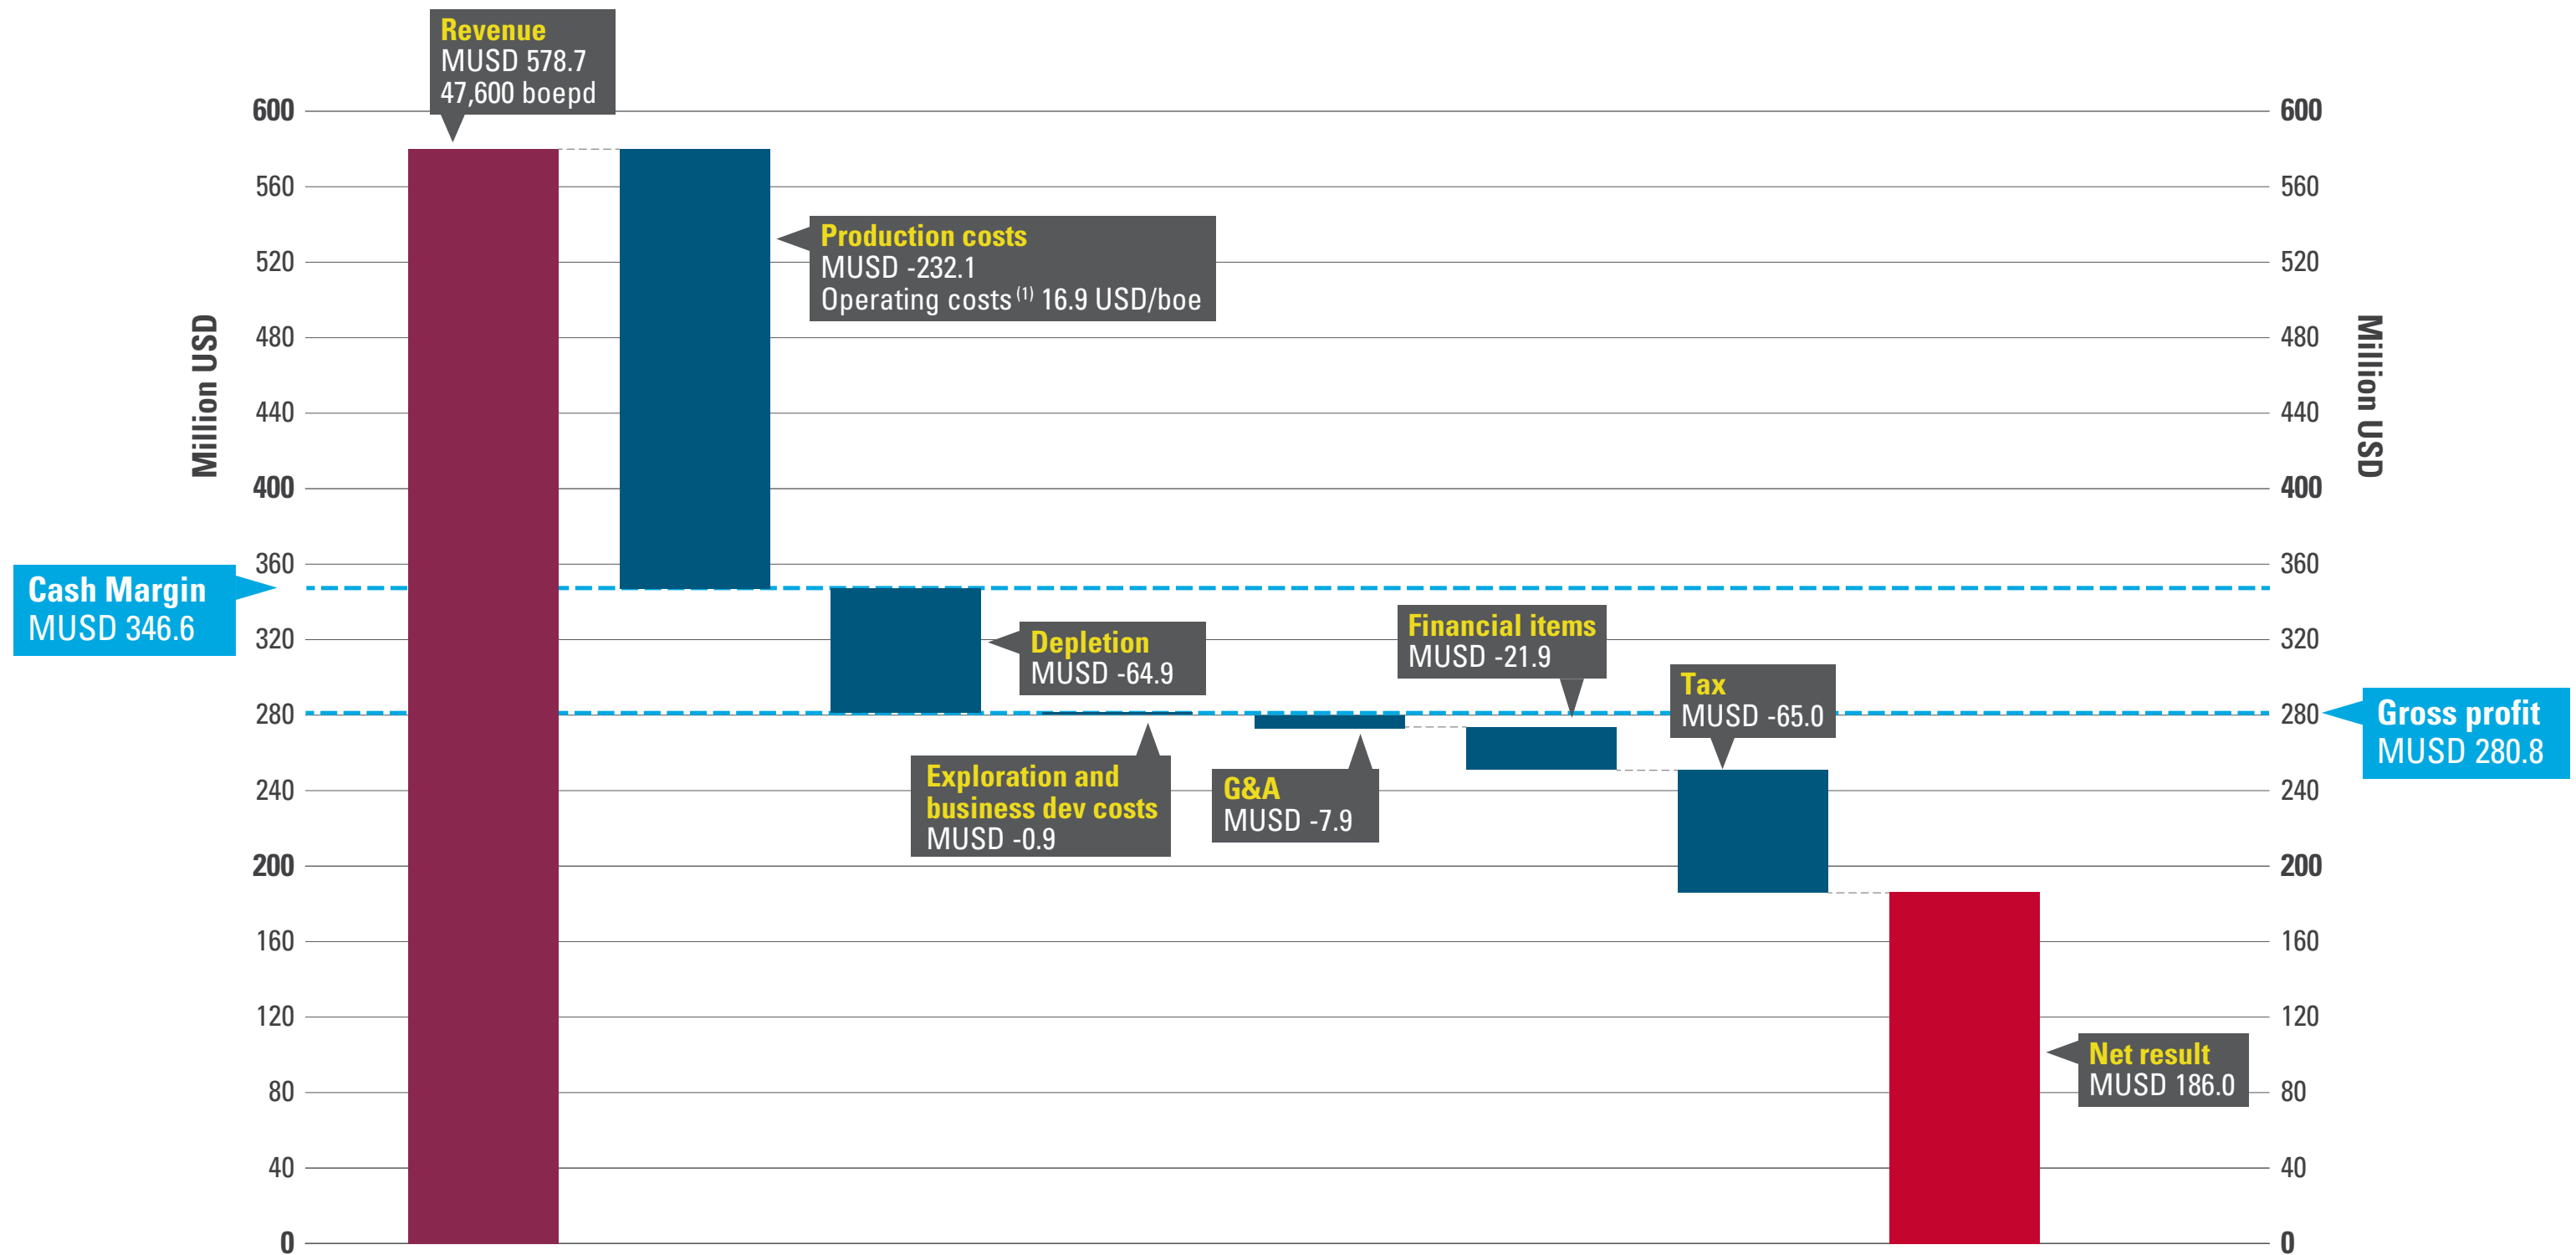 Revenue
MUSD 578.7
47,600 boepd
600
560
520
480
440
400
360
320
280
240
200
160
120
80
40
0
Million USD
Production costs
MUSD -232.1
Operating costs (1) 16.9 USD/boe
Cash Margin
MUSD 346.6
Depletion
MUSD -64.9
Exploration and
business dev costs
MUSD -0.9
G&A
MUSD -7.9
Financial items
MUSD -21.9
Tax
MUSD -65.0
Net result
MUSD 186.0
Gross profit
MUSD 280.8
600
560
520
480
440
400
360
320
280
240
200
160
120
80
40
0
Million USD